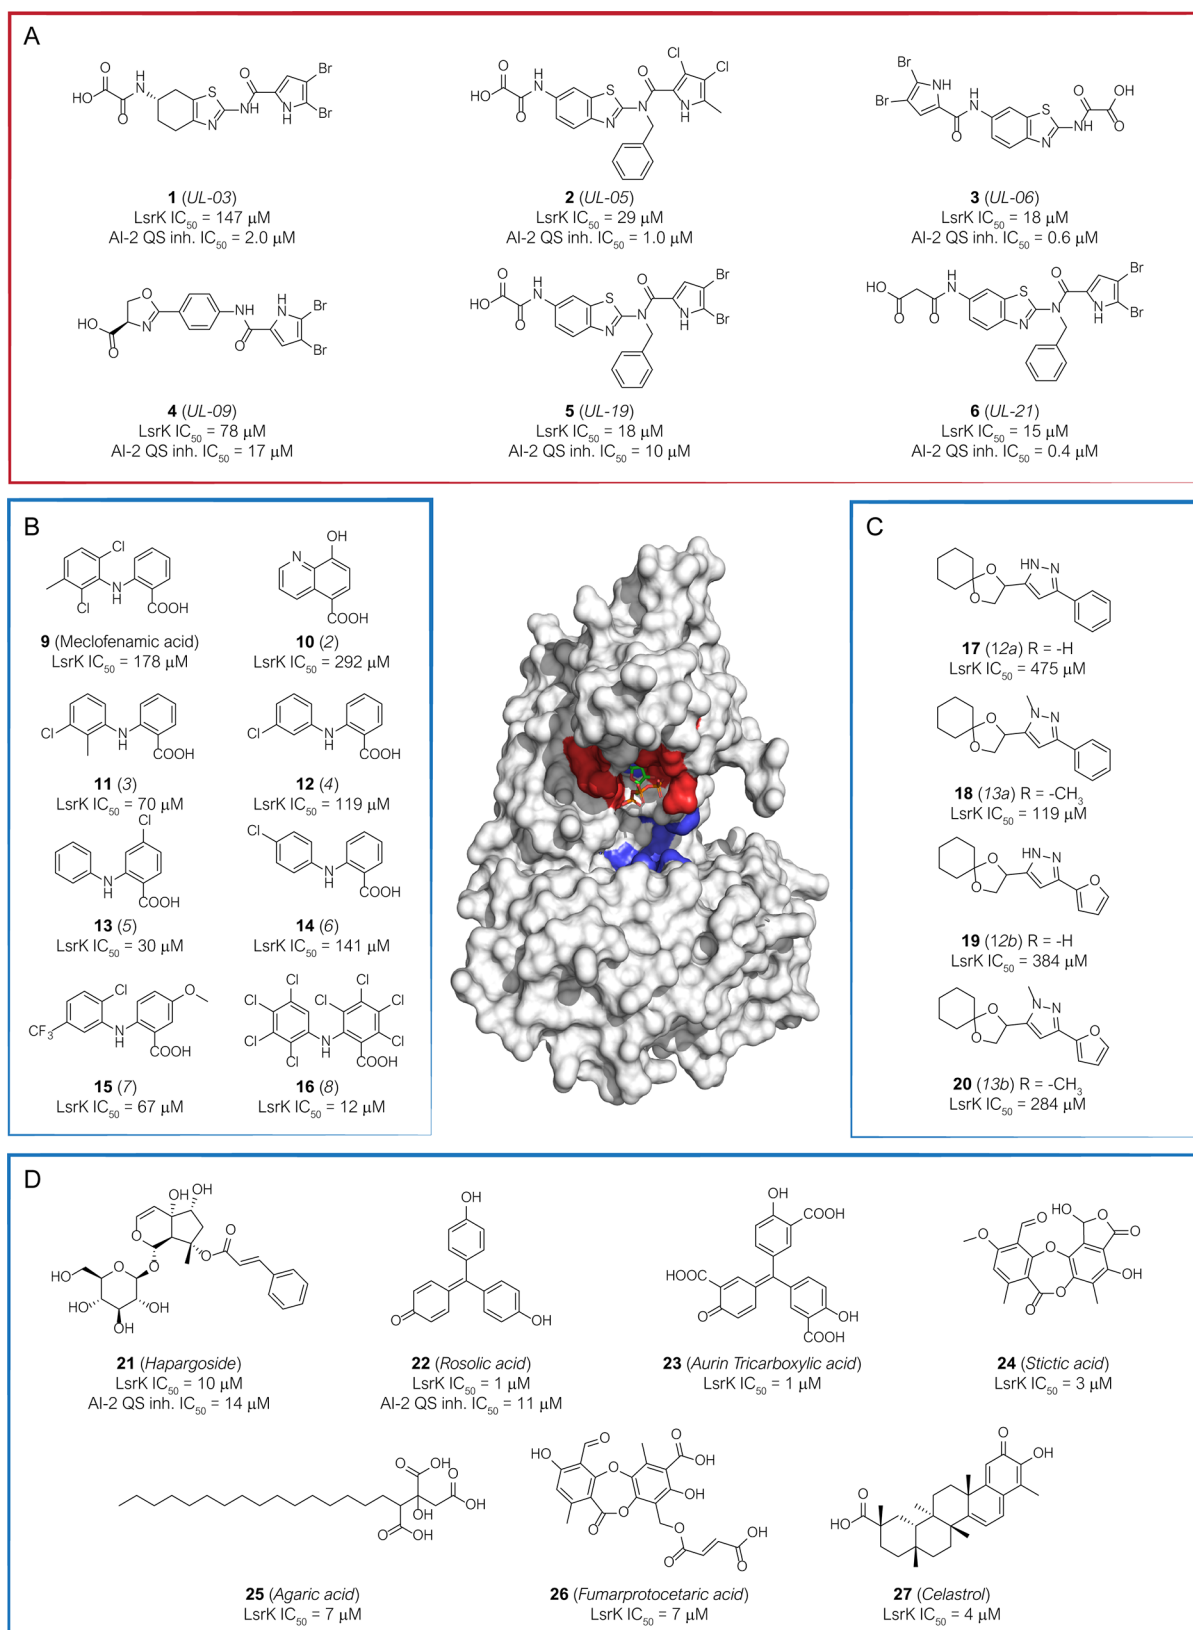 A
1 (UL-03)
LsrK IC50 = 147 μM
AI-2 QS inh. IC50 = 2.0 μM
2 (UL-05)
LsrK IC50 = 29 μM
AI-2 QS inh. IC50 = 1.0 μM
3 (UL-06)
LsrK IC50 = 18 μM
AI-2 QS inh. IC50 = 0.6 μM
4 (UL-09)
LsrK IC50 = 78 μM
AI-2 QS inh. IC50 = 17 μM
5 (UL-19)
LsrK IC50 = 18 μM
AI-2 QS inh. IC50 = 10 μM
6 (UL-21)
LsrK IC50 = 15 μM
AI-2 QS inh. IC50 = 0.4 μM
B
9 (Meclofenamic acid)
LsrK IC50 = 178 μM
10 (2)
LsrK IC50 = 292 μM
11 (3)
LsrK IC50 = 70 μM
12 (4)
LsrK IC50 = 119 μM
13 (5)
LsrK IC50 = 30 μM
14 (6)
LsrK IC50 = 141 μM
15 (7)
LsrK IC50 = 67 μM
16 (8)
LsrK IC50 = 12 μM
C
17 (12a) R = -H
LsrK IC50 = 475 μM
18 (13a) R = -CH3
LsrK IC50 = 119 μM
19 (12b) R = -H
LsrK IC50 = 384 μM
20 (13b) R = -CH3
LsrK IC50 = 284 μM
D
21 (Hapargoside)
LsrK IC50 = 10 μM
AI-2 QS inh. IC50 = 14 μM
22 (Rosolic acid)
LsrK IC50 = 1 μM
AI-2 QS inh. IC50 = 11 μM
23 (Aurin Tricarboxylic acid)
LsrK IC50 = 1 μM
24 (Stictic acid)
LsrK IC50 = 3 μM
25 (Agaric acid)
LsrK IC50 = 7 μM
26 (Fumarprotocetaric acid)
LsrK IC50 = 7 μM
27 (Celastrol)
LsrK IC50 = 4 μM